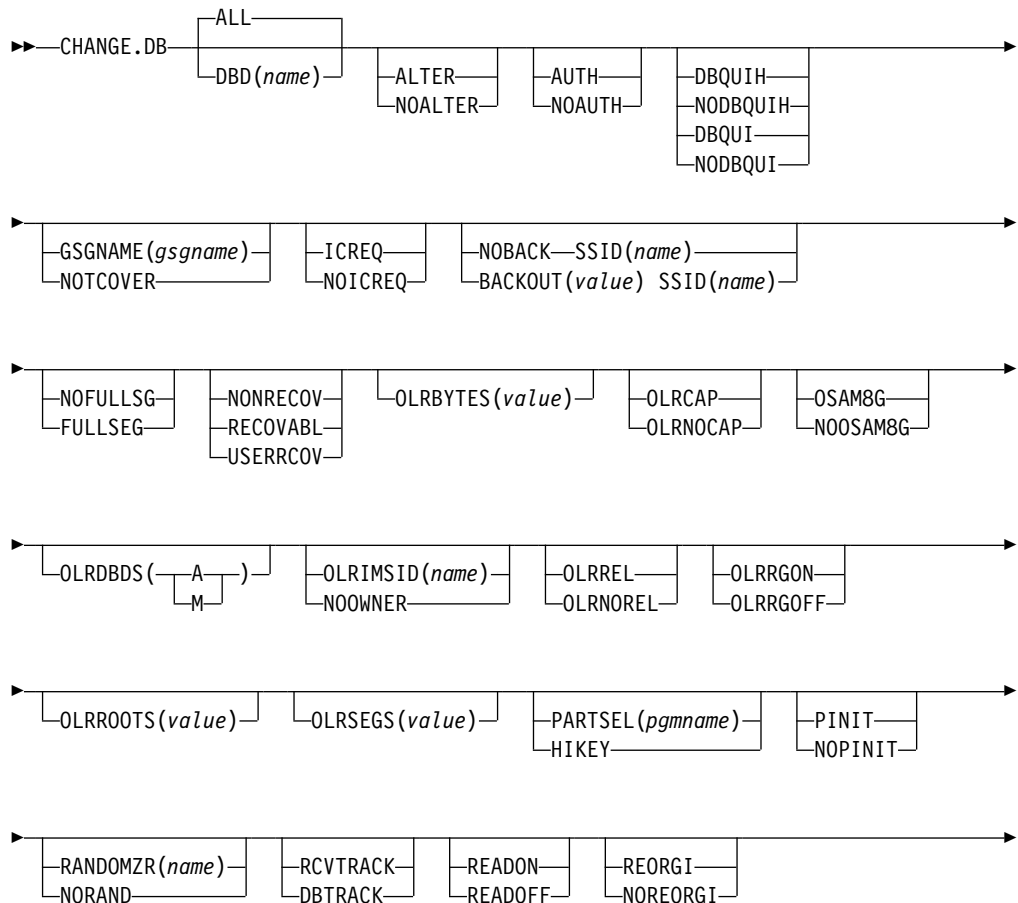 ALL
CHANGE.DB
DBD(name) ALTER AUTH DBQUIH
NOALTER NOAUTH NODBQUIH
DBQUI
NODBQUI
GSGNAME(gsgname) ICREQ NOBACK SSID(name)
NOTCOVER NOICREQ BACKOUT(value) SSID(name)
NOFULLSG NONRECOV OLRBYTES(value) OLRCAP OSAM8G
FULLSEG RECOVABL OLRNOCAP NOOSAM8G
USERRCOV
OLRDBDS( A ) OLRIMSID(name) OLRREL OLRRGON
M NOOWNER OLRNOREL OLRRGOFF
OLRROOTS(value) OLRSEGS(value) PARTSEL(pgmname) PINIT
HIKEY NOPINIT
RANDOMZR(name) RCVTRACK READON REORGI
NORAND DBTRACK READOFF NOREORGI